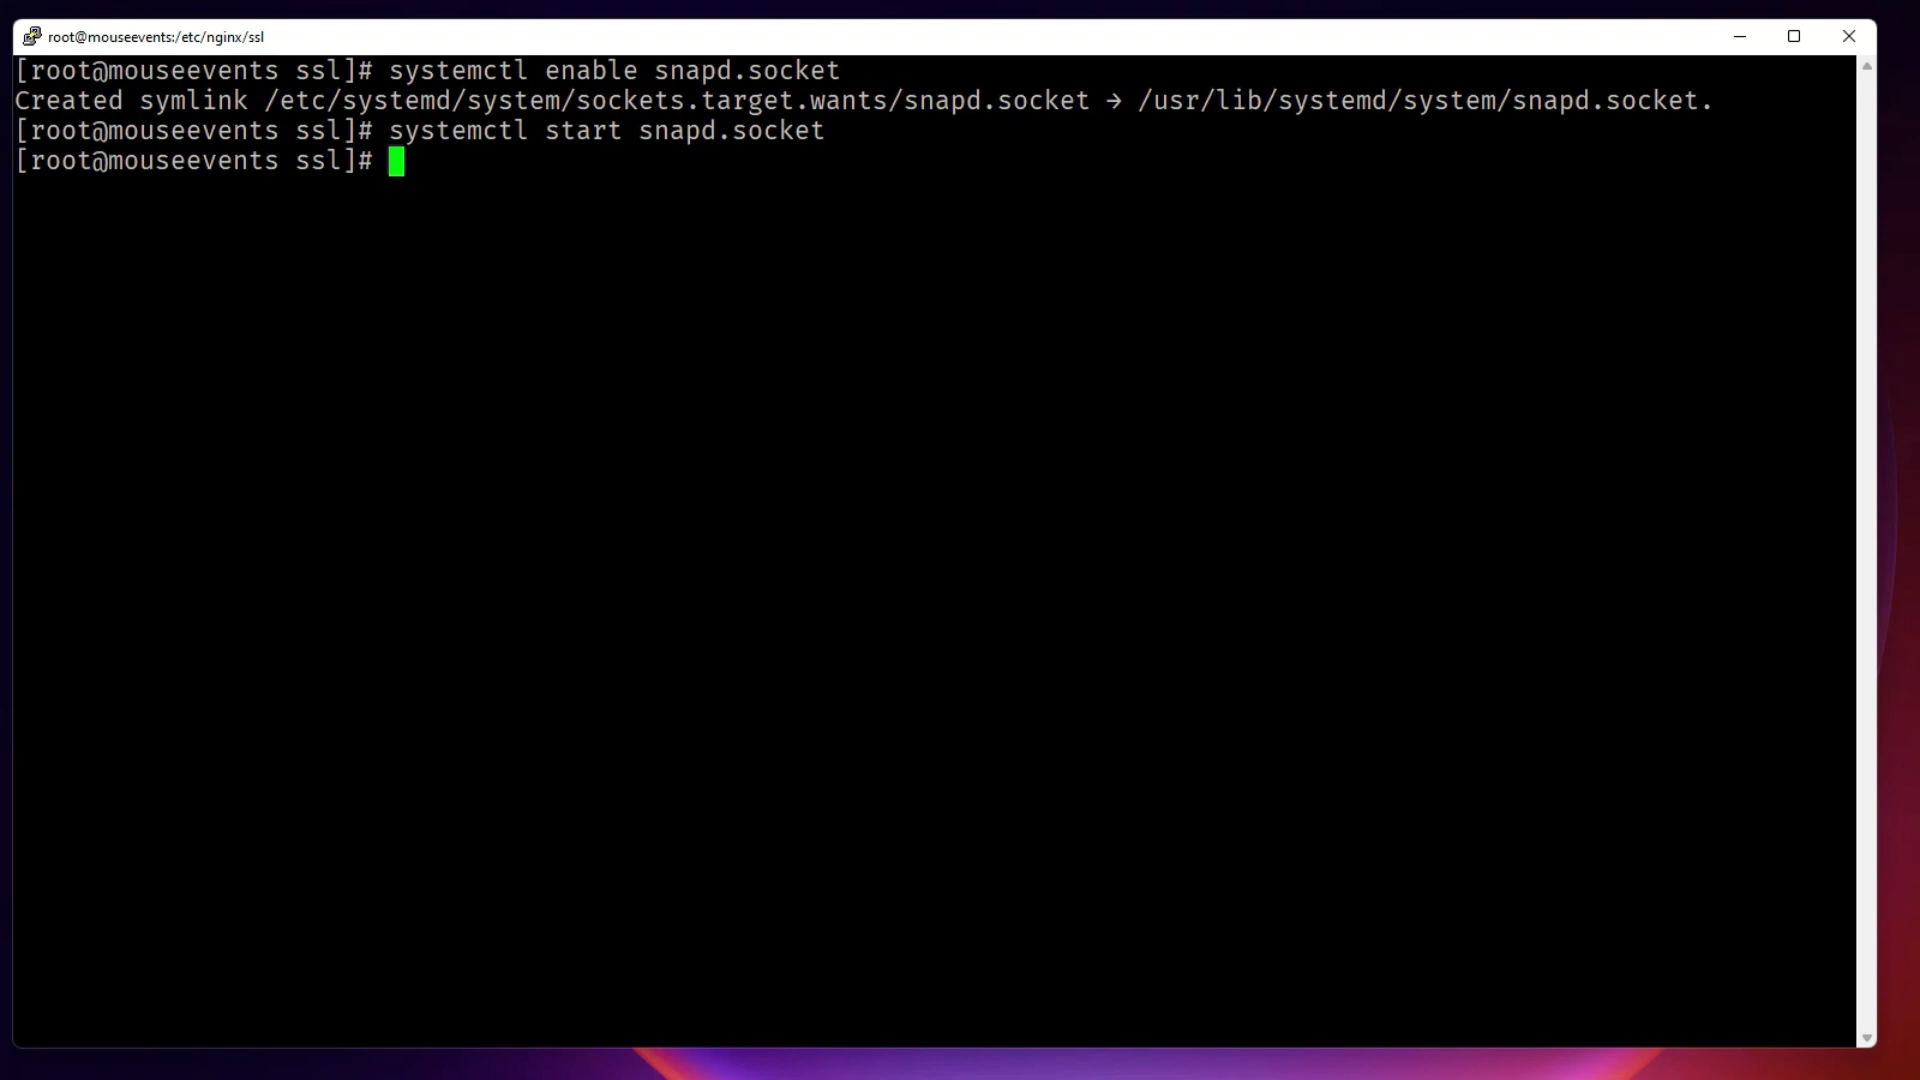 root@mouseevents:/etc/nginx/ssl
[root@mouseevents ssl]# systemctl enable snapd.socket
Created symlink /etc/systemd/system/sockets.target.wants/snapd.socket → /usr/lib/systemd/system/snapd.socket.
[root@mouseevents ssl]# systemctl start snapd.socket
[root@mouseevents ssl]#